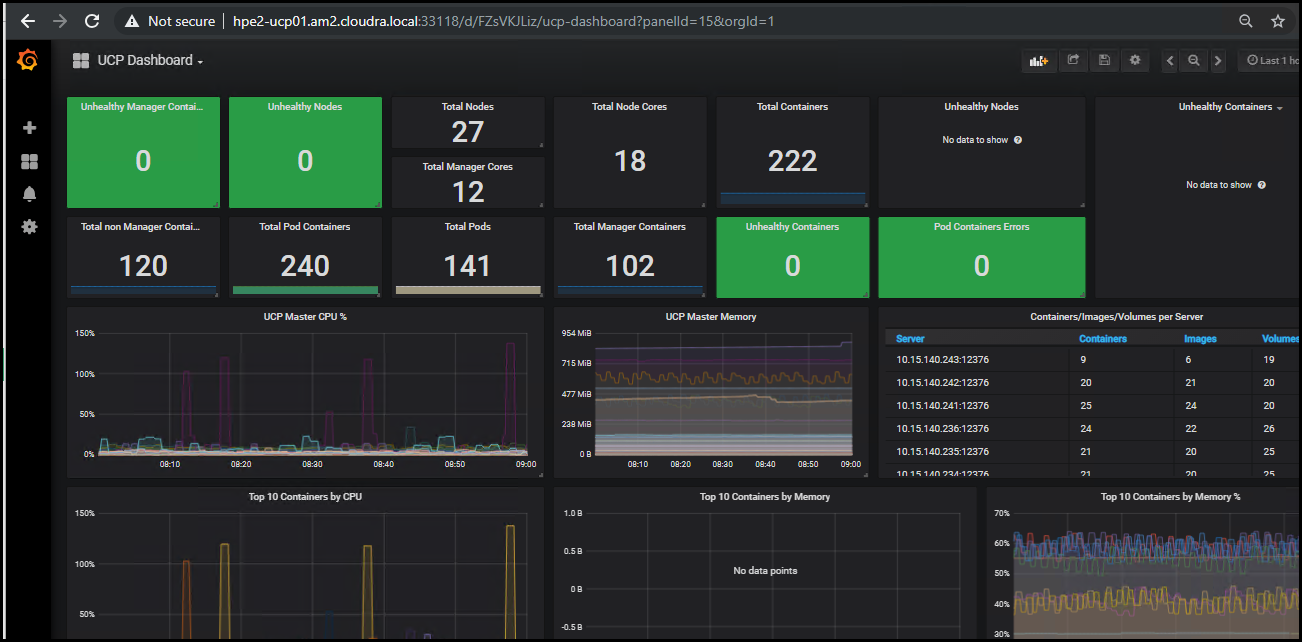 Not secure | hpe2-ucp01.am2.cloudra.local:33118/d/FZsVKJLiz/ucp-dashboard?panelId=15&orgId=1
UCP Dashboard
Last 1 ho
Unhealthy Manager Contai...
0
Unhealthy Nodes
0
Total Nodes
27
Total Manager Cores
12
Total Node Cores
18
Total Containers
222
Unhealthy Nodes
No data to show
Unhealthy Containers
No data to show
Total non Manager Contai...
120
Total Pod Containers
240
Total Pods
141
Total Manager Containers
102
Unhealthy Containers
0
Pod Containers Errors
0
UCP Master CPU %
150%
100%
50%
0%
08:10 08:20 08:30 08:40 08:50 09:00
UCP Master Memory
954 MiB
715 MiB
477 MiB
238 MiB
0 B
08:10 08:20 08:30 08:40 08:50 09:00
Containers/Images/Volumes per Server
Server Containers Images Volumes
10.15.140.243:12376 9 6 19
10.15.140.242:12376 20 21 20
10.15.140.241:12376 25 24 20
10.15.140.236:12376 24 22 26
10.15.140.235:12376 21 20 25
10.15.140.234:12376 21 20 25
Top 10 Containers by CPU
150%
100%
50%
Top 10 Containers by Memory
1.0 B
0.5 B
0 B
-0.5 B
No data points
Top 10 Containers by Memory %
70%
60%
50%
40%
30%